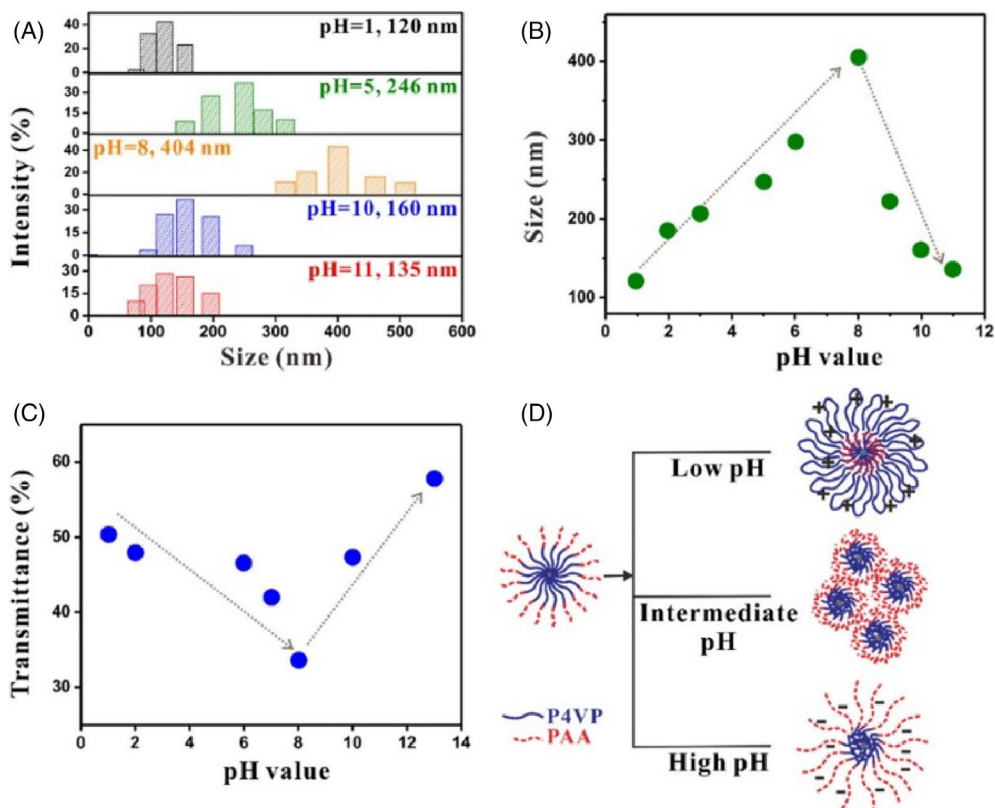 (A)
pH=1, 120 nm
pH=5, 246 nm
pH=8, 404 nm
pH=10, 160 nm
pH=11, 135 nm
40
20
0
30
15
0
40
20
0
30
15
0
30
15
0
0 100 200 300 400 500 600
Intensity (%)
Size (nm)
(B)
400
300
200
100
0 2 4 6 8 10 12
Size (nm)
pH value
(C)
60
50
40
30
0 2 4 6 8 10 12 14
Transmittance (%)
pH value
(D)
Low pH
Intermediate
pH
High pH
P4VP
PAA
+ + + + + + + + + +
- - - - - - - - - -